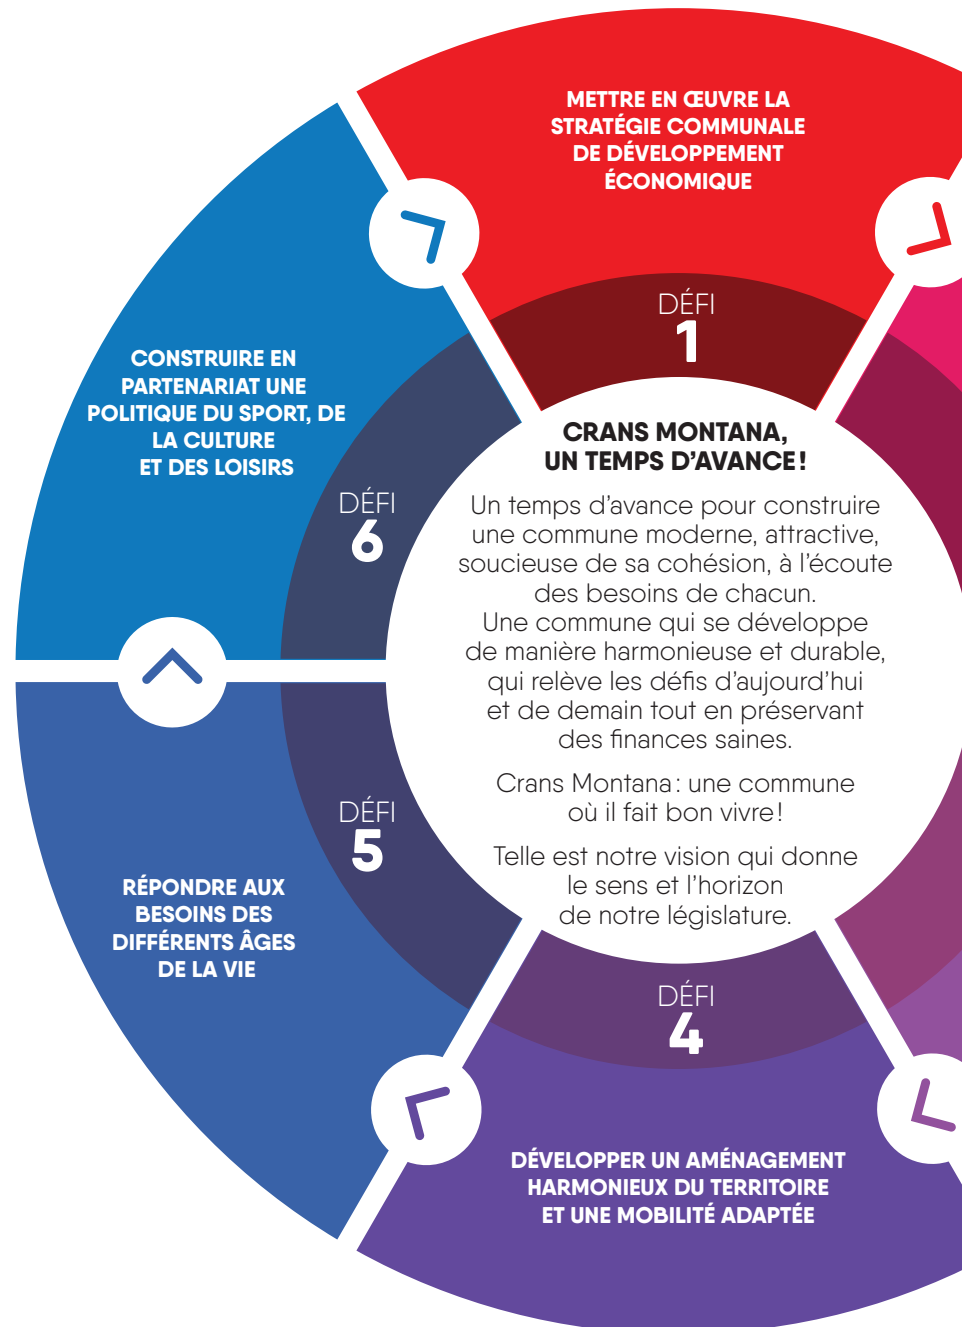 METTRE EN ŒUVRE LA
STRATÉGIE COMMUNALE
DE DÉVELOPPEMENT
ÉCONOMIQUE
DÉFI
1
CONSTRUIRE EN
PARTENARIAT UNE
POLITIQUE DU SPORT, DE
LA CULTURE
ET DES LOISIRS
DÉFI
6
CRANS MONTANA,
UN TEMPS D’AVANCE !
Un temps d’avance pour construire
une commune moderne, attractive,
soucieuse de sa cohésion, à l’écoute
des besoins de chacun.
Une commune qui se développe
de manière harmonieuse et durable,
qui relève les défis d’aujourd’hui
et de demain tout en préservant
des finances saines.
Crans Montana : une commune
où il fait bon vivre !
Telle est notre vision qui donne
le sens et l’horizon
de notre législature.
DÉFI
5
RÉPONDRE AUX
BESOINS DES
DIFFÉRENTS ÂGES
DE LA VIE
DÉFI
4
DÉVELOPPER UN AMÉNAGEMENT
HARMONIEUX DU TERRITOIRE
ET UNE MOBILITÉ ADAPTÉE